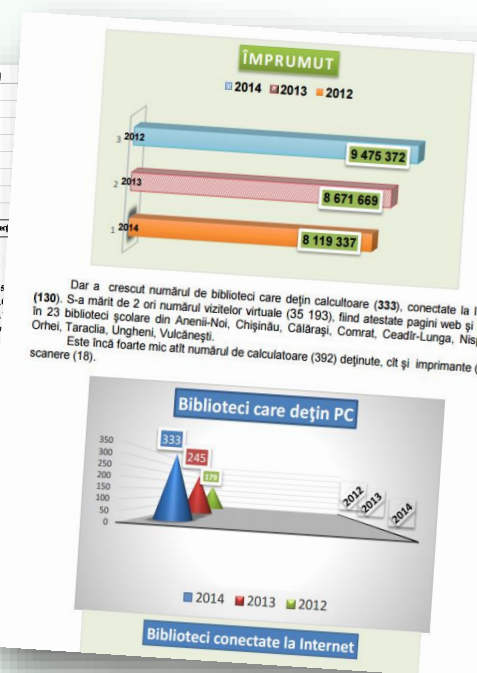 ÎMPRUMUT
2014 2013 2012
3 2012
9 475 372
2 2013
8 671 669
1 2014
8 119 337
Dar a crescut numărul de biblioteci care dețin calculatoare (333), conectate la
(130). S-a mărit de 2 ori numărul vizitelor virtuale (35 193), fiind atestate pagini web și
în 23 biblioteci școlare din Anenii-Noi, Chișinău, Călărași, Comrat, Ceadîr-Lunga,
Orhei, Taraclia, Ungheni, Vulcănești.
Este încă foarte mic atît numărul de calculatoare (392) deținute, cît și imprimante (
scanere (18).
Biblioteci care dețin PC
350
300
250
200
150
100
50
0
333
245
179
2012
2013
2014
2014 2013 2012
Biblioteci conectate la Internet